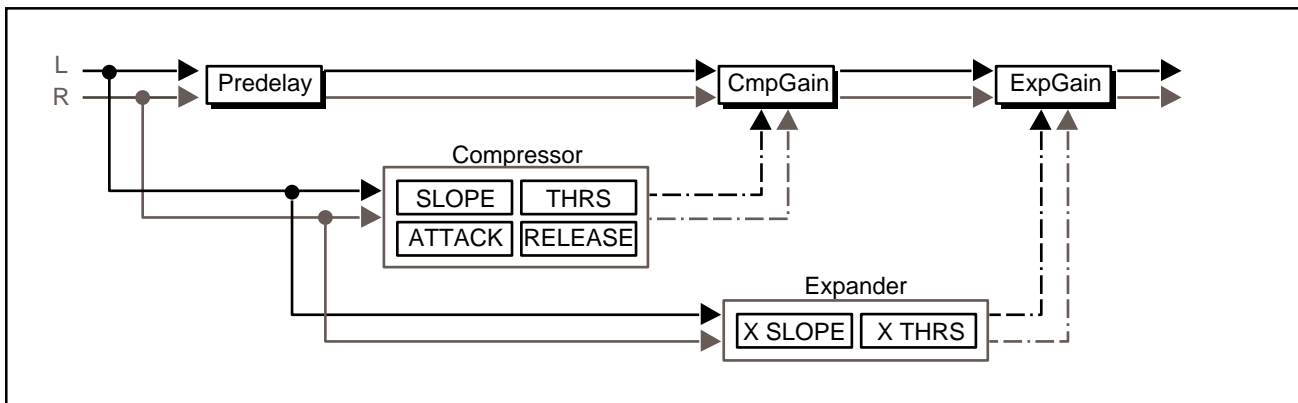 L
R
Predelay
CmpGain
ExpGain
Compressor
SLOPE
THRS
ATTACK
RELEASE
Expander
X SLOPE
X THRS